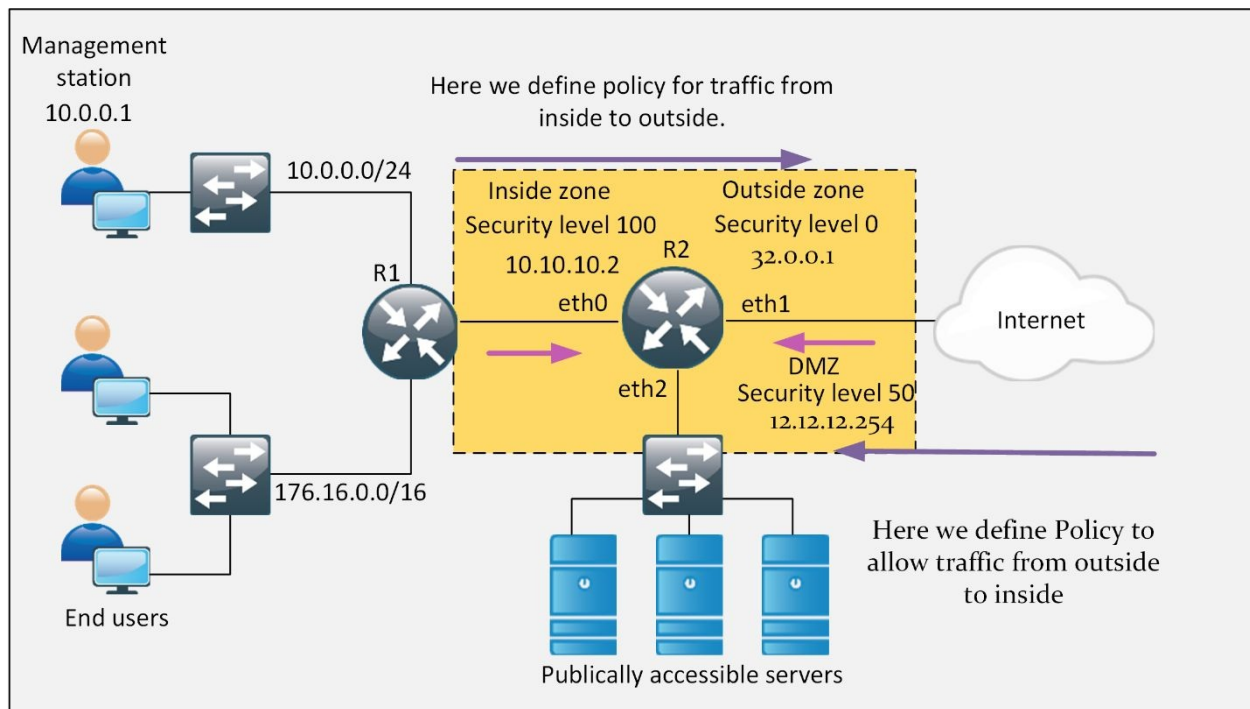 Management
station
10.0.0.1
Here we define policy for traffic from
inside to outside.
10.0.0.0/24
Inside zone
Security level 100
10.10.10.2
Outside zone
Security level 0
32.0.0.1
R1
R2
eth0
eth1
Internet
eth2
DMZ
Security level 50
12.12.12.254
176.16.0.0/16
Here we define Policy to
allow traffic from outside
to inside
End users
Publically accessible servers